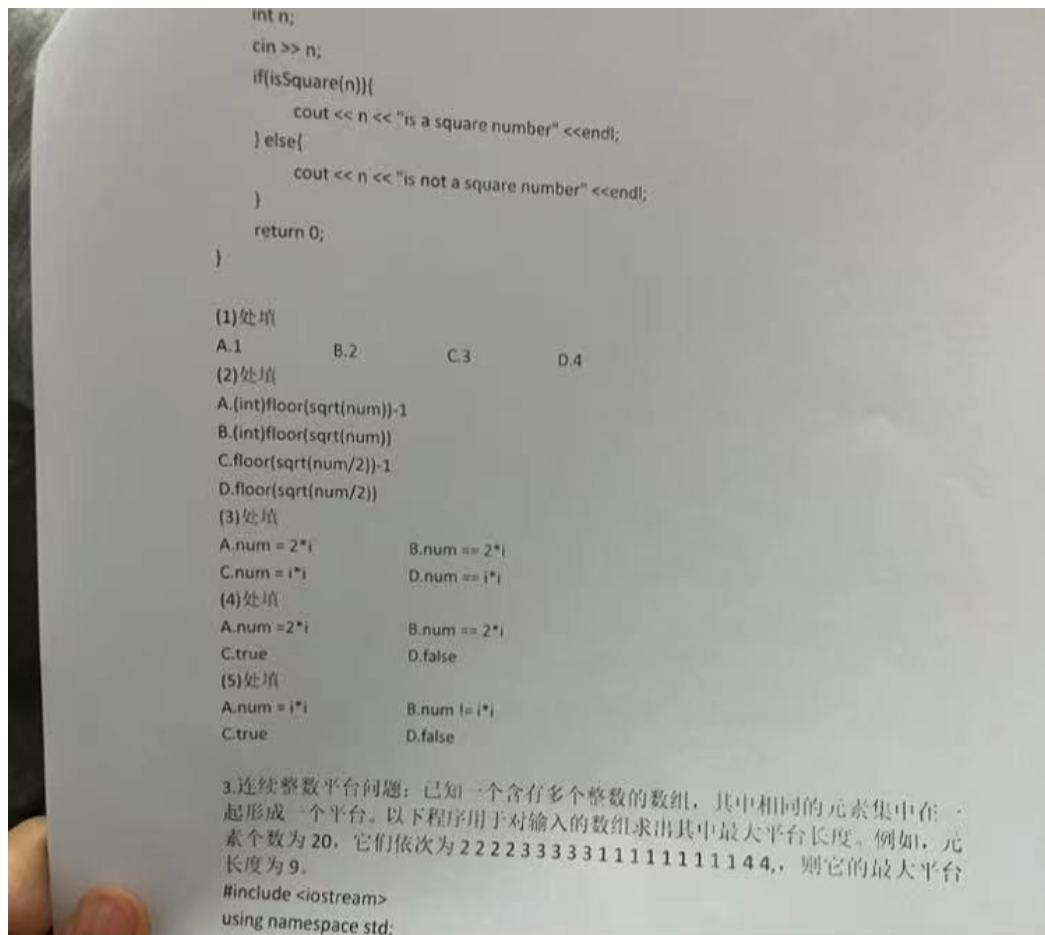 int n;
cin >> n;
if(isSquare(n)){
cout << n << "is a square number" <<endl;
} else{
cout << n << "is not a square number" <<endl;
}
return 0;
}
(1)处填
A.1 B.2 C.3 D.4
(2)处填
A.(int)floor(sqrt(num))-1
B.(int)floor(sqrt(num))
C.floor(sqrt(num/2))-1
D.floor(sqrt(num/2))
(3)处填
A.num = 2*i B.num == 2*i
C.num = i*i D.num == i*i
(4)处填
A.num =2*i B.num == 2*i
C.true D.false
(5)处填
A.num = i*i B.num != i*i
C.true D.false
3.连续整数平台问题：已知一个含有多个整数的数组，其中相同的元素集中在一
起形成一个平台。以下程序用于对输入的数组求出其中最大平台长度。例如，元
素个数为 20，它们依次为 2 2 2 2 3 3 3 3 3 1 1 1 1 1 1 1 1 1 4 4,，则它的最大平台
长度为 9。
#include <iostream>
using namespace std;